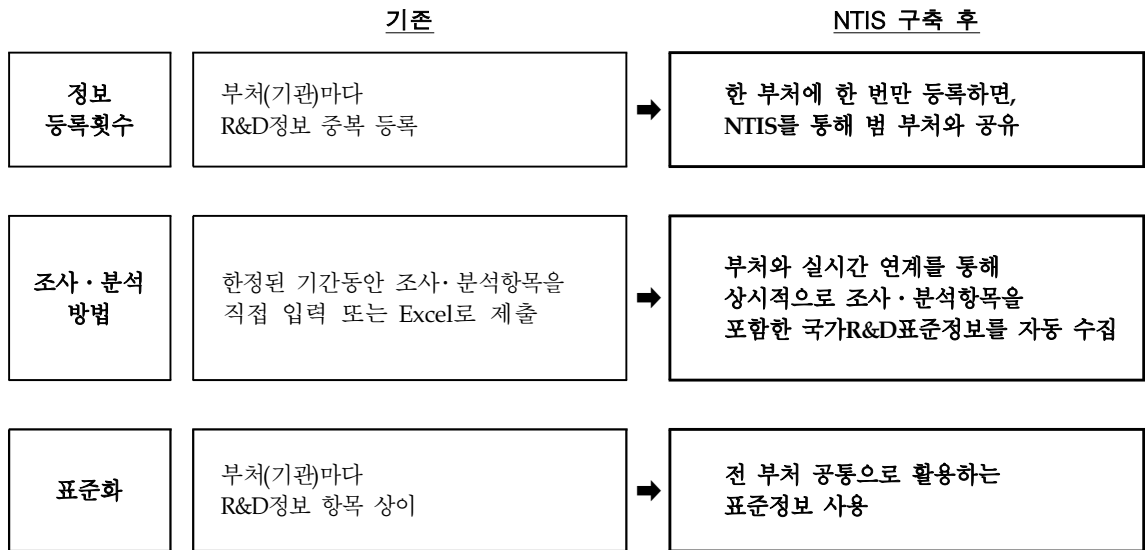 기존
NTIS 구축 후
정보
등록횟수
부처(기관)마다
R&D정보 중복 등록
➡
한 부처에 한 번만 등록하면,
NTIS를 통해 범 부처와 공유
조사·분석
방법
한정된 기간동안 조사·분석항목을
직접 입력 또는 Excel로 제출
➡
부처와 실시간 연계를 통해
상시적으로 조사·분석항목을
포함한 국가R&D표준정보를 자동 수집
표준화
부처(기관)마다
R&D정보 항목 상이
➡
전 부처 공통으로 활용하는
표준정보 사용